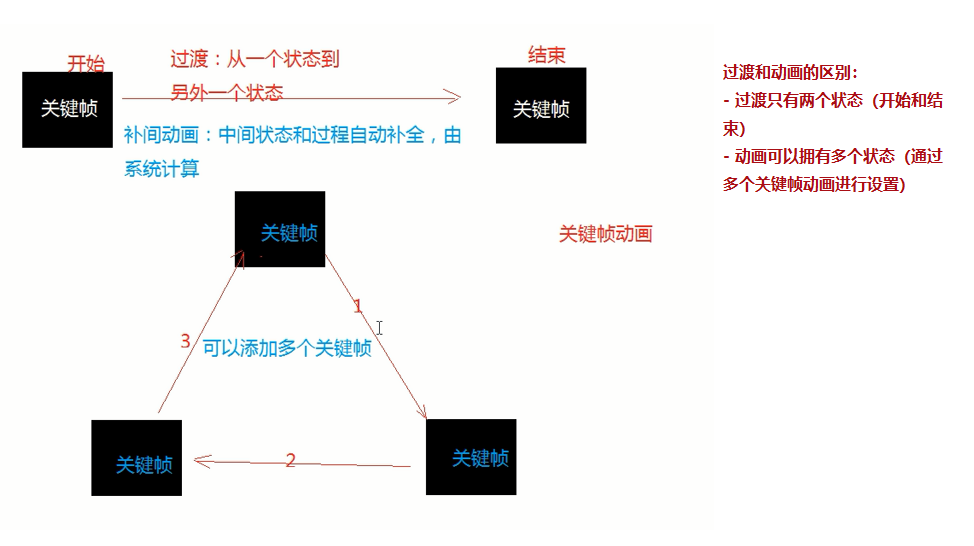 开始
过渡：从一个状态到
另外一个状态
结束
关键帧
关键帧
补间动画：中间状态和过程自动补全，由
系统计算
过渡和动画的区别：
- 过渡只有两个状态（开始和结
束）
- 动画可以拥有多个状态（通过
多个关键帧动画进行设置）
关键帧
关键帧动画
1
3
可以添加多个关键帧
关键帧
2
关键帧